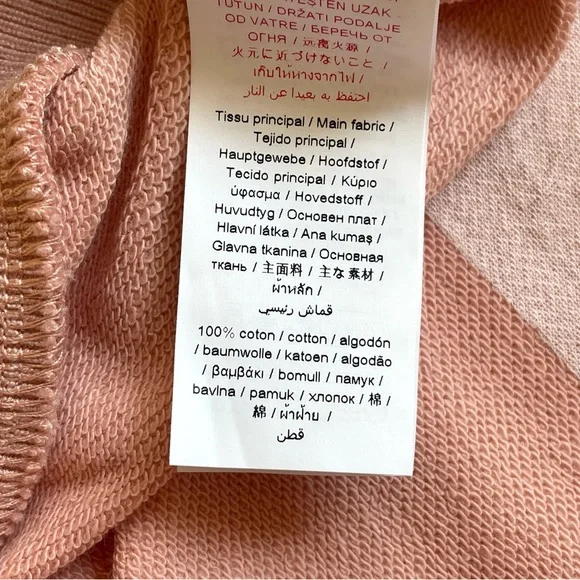 ATEŞTEN UZAK
TUTUN / DRŽATI PODALJE
OD VATRE / БЕРЕЧЬ ОТ
ОГНЯ / 远离火源 /
火元に近づけないこと /
เก็บให้ห่างจากไฟ /
احتفظ به بعيدا عن النار
Tissu principal / Main fabric /
Tejido principal /
Hauptgewebe / Hoofdstof /
Tecido principal / Κύριο
ύφασμα / Hovedstoff /
Huvudtyg / Основен плат /
Hlavní látka / Ana kumaş /
Glavna tkanina / Основная
ткань / 主面料 / 主な素材 /
ผ้าหลัก /
قماش رئيسي
100% coton / cotton / algodón
/ baumwolle / katoen / algodão
/ βαμβάκι / bomull / памук /
bavlna / pamuk / хлопок / 棉 /
綿 / ผ้าฝ้าย /
قطن